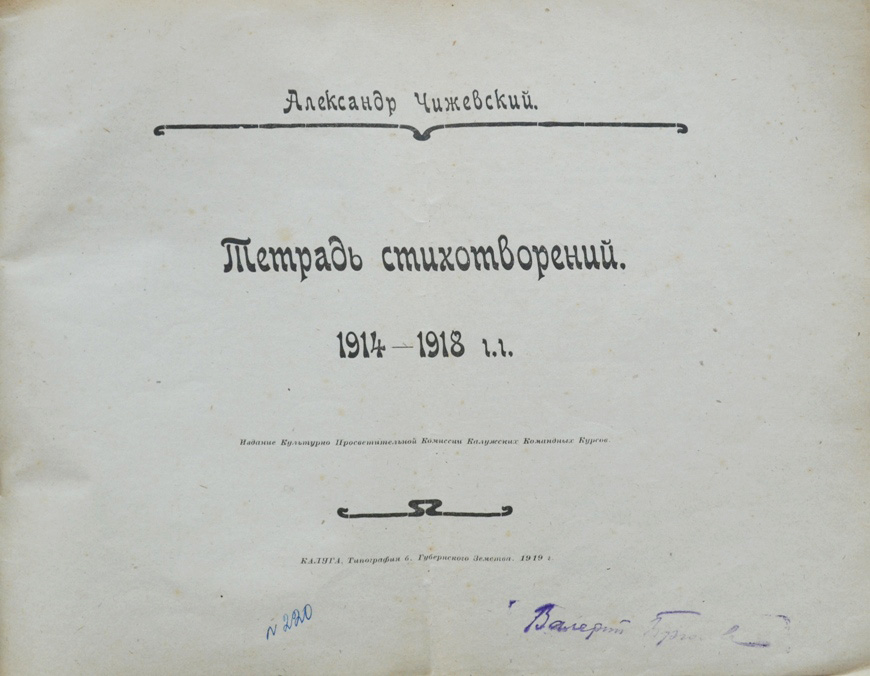 Александр Чижевский.
Тетрадь стихотворений.
1914—1918 г.г.
Издание Культурно Просветительной Комиссии Калужских Командных Курсов.
КАЛУГА, Типография б. Губернского Земства. 1919 г.
№ 220
Валерий